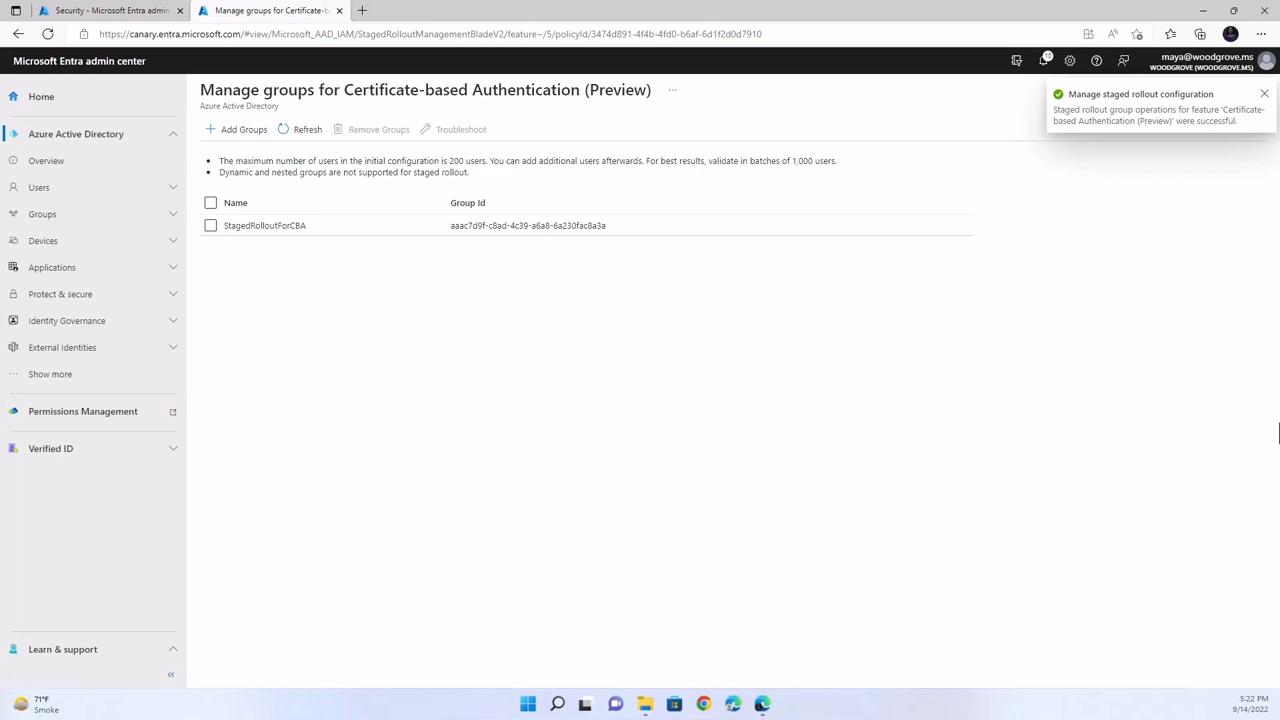 Security - Microsoft Entra admin
Manage groups for Certificate-b
https://canary.entra.microsoft.com/#view/Microsoft_AAD_IAM/StagedRolloutManagementBladeV2/feature~/5/policyId/3474d891-4f4b-4fd0-b6af-6d1f2d0d7910
Microsoft Entra admin center
10
maya@woodgrove.ms
WOODGROVE (WOODGROVE.MS)
Home
Azure Active Directory
Overview
Users
Groups
Devices
Applications
Protect & secure
Identity Governance
External Identities
Show more
Permissions Management
Verified ID
Learn & support
Manage groups for Certificate-based Authentication (Preview)
Azure Active Directory
Add Groups Refresh Remove Groups Troubleshoot
• The maximum number of users in the initial configuration is 200 users. You can add additional users afterwards. For best results, validate in batches of 1,000 users.
• Dynamic and nested groups are not supported for staged rollout.
Name Group Id
StagedRolloutForCBA aaac7d9f-c8ad-4c39-a6a8-6a230fac8a3a
Manage staged rollout configuration
Staged rollout group operations for feature 'Certificate-
based Authentication (Preview)' were successful.
71°F
Smoke
5:22 PM
9/14/2022